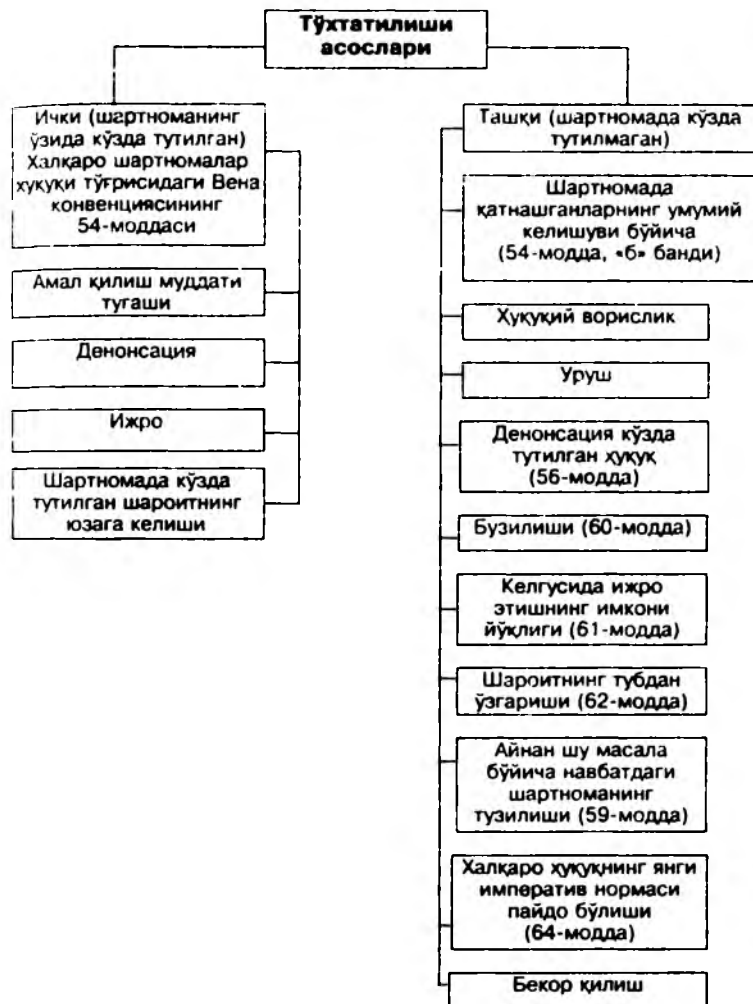 Тўхтатилиши
асослари
Ички (шартноманинг
ўзида кўзда тутилган)
Халқаро шартномалар
ҳуқуқи тўғрисидаги Вена
конвенциясининг
54-моддаси
Амал қилиш муддати
тугаши
Денонсация
Ижро
Шартномада кўзда
тутилган шароитнинг
юзага келиши
Ташқи (шартномада кўзда
тутилмаган)
Шартномада
қатнашганларнинг умумий
келишуви бўйича
(54-модда, «б» банди)
Ҳуқуқий ворислик
Уруш
Денонсация кўзда
тутилган ҳуқуқ
(56-модда)
Бузилиши (60-модда)
Келгусида ижро
этишнинг имкони
йўқлиги (61-модда)
Шароитнинг тубдан
ўзгариши (62-модда)
Айнан шу масала
бўйича навбатдаги
шартноманинг
тузилиши (59-модда)
Халқаро ҳуқуқнинг янги
императив нормаси
пайдо бўлиши
(64-модда)
Бекор қилиш